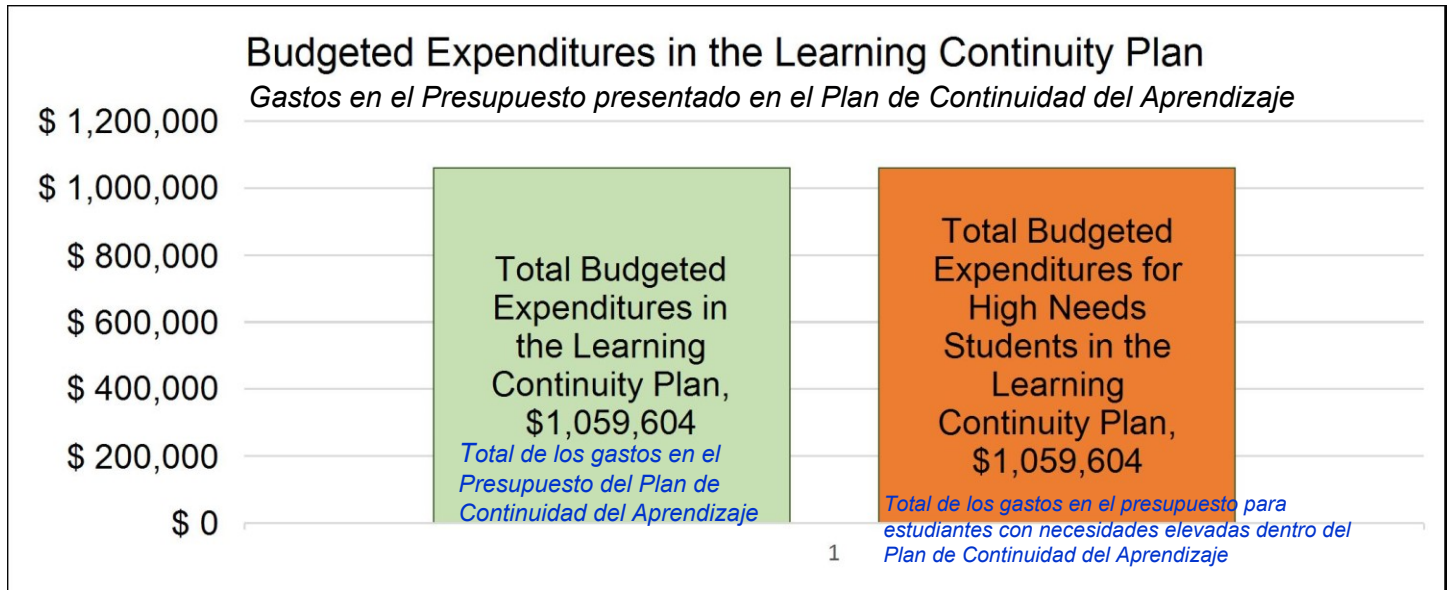 Budgeted Expenditures in the Learning Continuity Plan
Gastos en el Presupuesto presentado en el Plan de Continuidad del Aprendizaje
$ 1,200,000
$ 1,000,000
$ 800,000
$ 600,000
$ 400,000
$ 200,000
$ 0
Total Budgeted
Expenditures in
the Learning
Continuity Plan,
$1,059,604
Total de los gastos en el
Presupuesto del Plan de
Continuidad del Aprendizaje
Total Budgeted
Expenditures for
High Needs
Students in the
Learning
Continuity Plan,
$1,059,604
Total de los gastos en el presupuesto para
estudiantes con necesidades elevadas dentro del
Plan de Continuidad del Aprendizaje
1